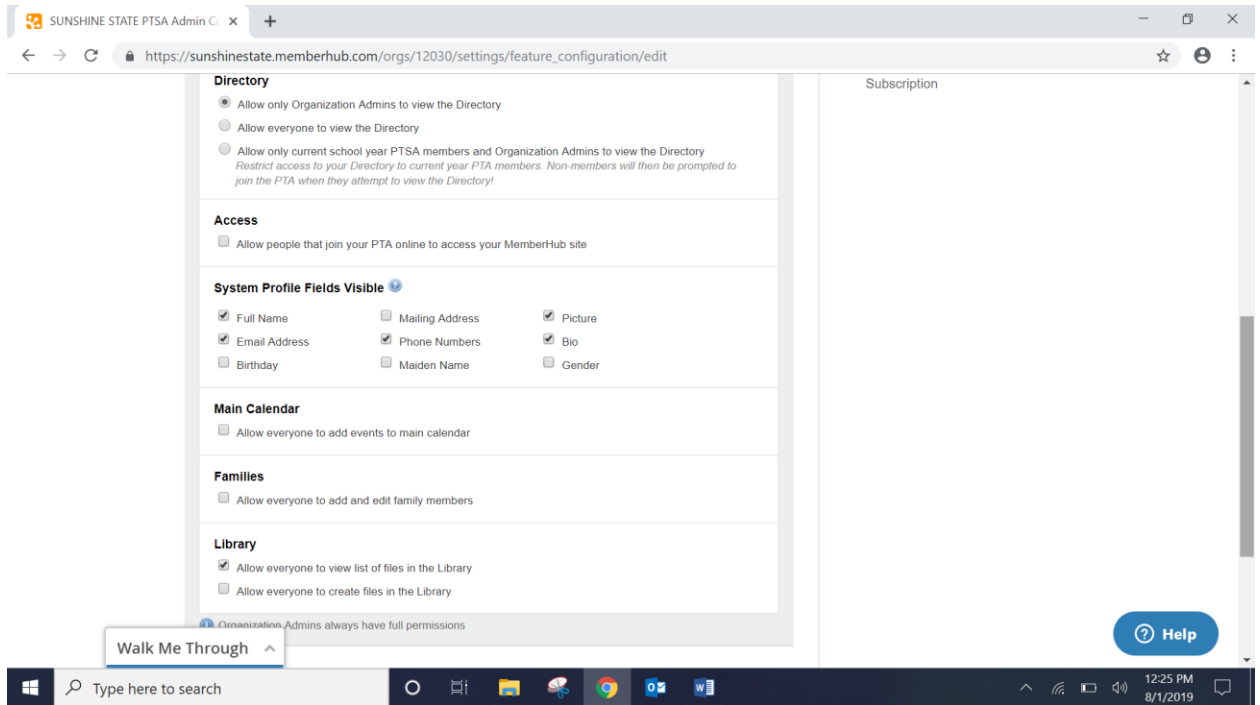 SUNSHINE STATE PTSA Admin Co
https://sunshinestate.memberhub.com/orgs/12030/settings/feature_configuration/edit
Directory
Allow only Organization Admins to view the Directory
Allow everyone to view the Directory
Allow only current school year PTSA members and Organization Admins to view the Directory
Restrict access to your Directory to current year PTA members. Non-members will then be prompted to
join the PTA when they attempt to view the Directory!
Subscription
Access
Allow people that join your PTA online to access your MemberHub site
System Profile Fields Visible
Full Name Mailing Address Picture
Email Address Phone Numbers Bio
Birthday Maiden Name Gender
Main Calendar
Allow everyone to add events to main calendar
Families
Allow everyone to add and edit family members
Library
Allow everyone to view list of files in the Library
Allow everyone to create files in the Library
Organization Admins always have full permissions
Walk Me Through
Help
Type here to search
12:25 PM
8/1/2019